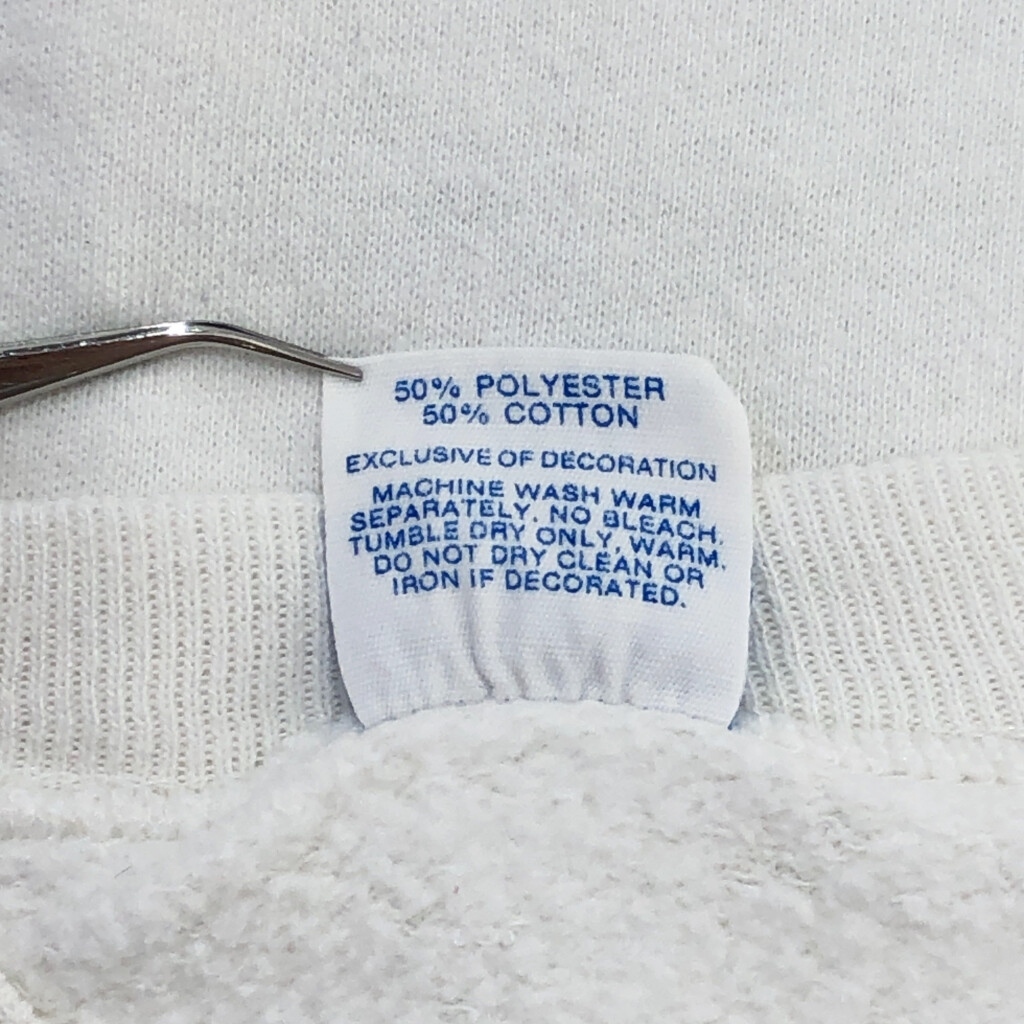 50% POLYESTER
50% COTTON
EXCLUSIVE OF DECORATION
MACHINE WASH WARM
SEPARATELY. NO BLEACH.
TUMBLE DRY ONLY, WARM.
DO NOT DRY CLEAN OR
IRON IF DECORATED.